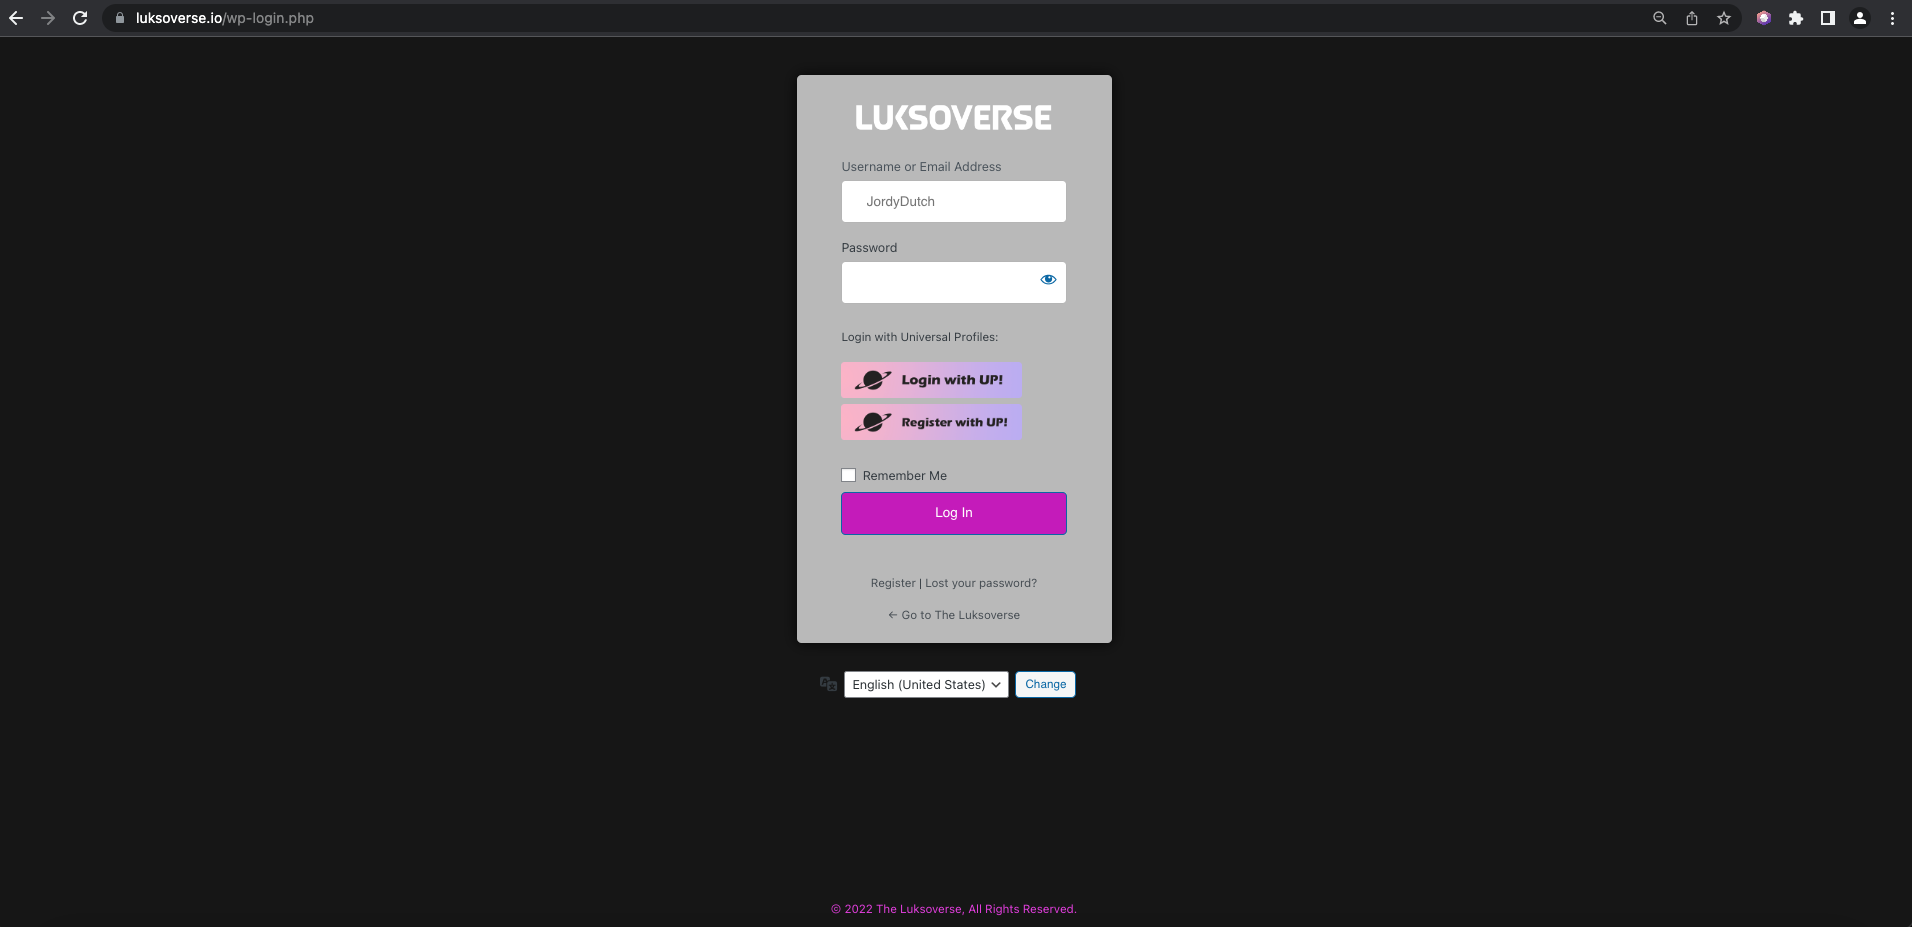 luksoverse.io/wp-login.php
LUKSOVERSE
Username or Email Address
JordyDutch
Password
Login with Universal Profiles:
Login with UP!
Register with UP!
Remember Me
Log In
Register | Lost your password?
← Go to The Luksoverse
English (United States) Change
© 2022 The Luksoverse, All Rights Reserved.